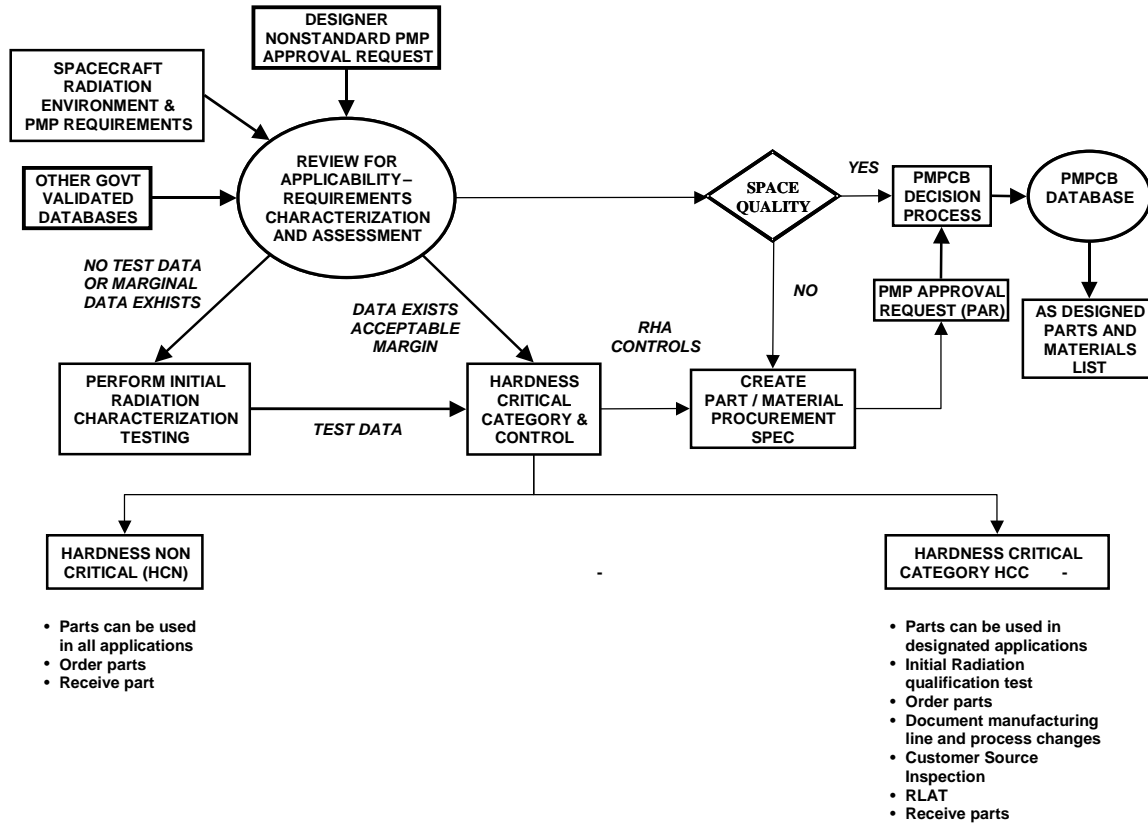 DESIGNER
NONSTANDARD PMP
APPROVAL REQUEST
SPACECRAFT
RADIATION
ENVIRONMENT &
PMP REQUIREMENTS
OTHER GOVT
VALIDATED
DATABASES
REVIEW FOR
APPLICABILITY–
REQUIREMENTS
CHARACTERIZATION
AND ASSESSMENT
SPACE
QUALITY
YES
NO
PMPCB
DECISION
PROCESS
PMPCB
DATABASE
NO TEST DATA
OR MARGINAL
DATA EXHISTS
DATA EXISTS
ACCEPTABLE
MARGIN
RHA
CONTROLS
PMP APPROVAL
REQUEST (PAR)
AS DESIGNED
PARTS AND
MATERIALS
LIST
PERFORM INITIAL
RADIATION
CHARACTERIZATION
TESTING
TEST DATA
HARDNESS
CRITICAL
CATEGORY &
CONTROL
CREATE
PART / MATERIAL
PROCUREMENT
SPEC
HARDNESS NON
CRITICAL (HCN)
-
HARDNESS CRITICAL
CATEGORY HCC -
• Parts can be used
in all applications
• Order parts
• Receive part
• Parts can be used in
designated applications
• Initial Radiation
qualification test
• Order parts
• Document manufacturing
line and process changes
• Customer Source
Inspection
• RLAT
• Receive parts